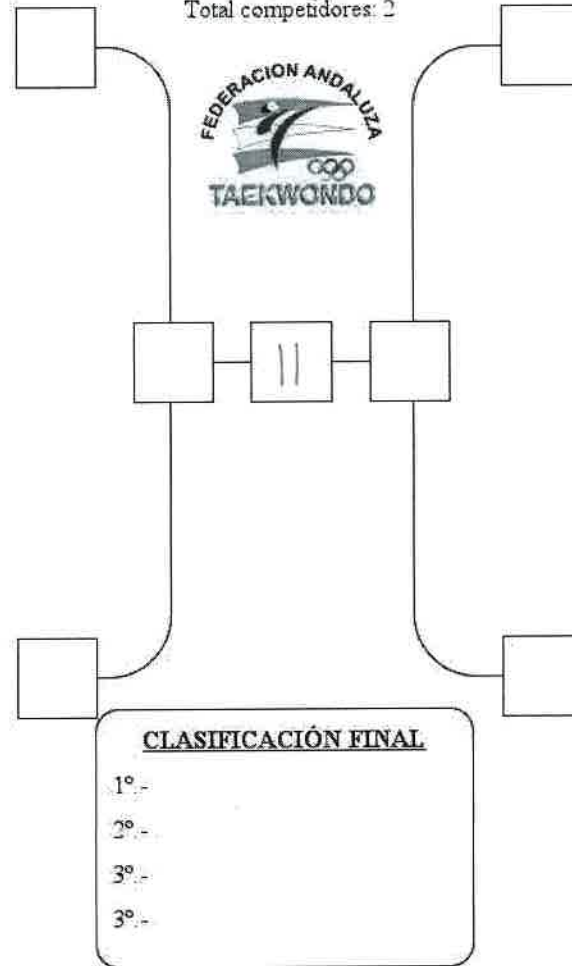 Total competidores: 2
FEDERACION ANDALUZA
TAEKWONDO
11
CLASIFICACIÓN FINAL
1º.-
2º.-
3º.-
3º.-